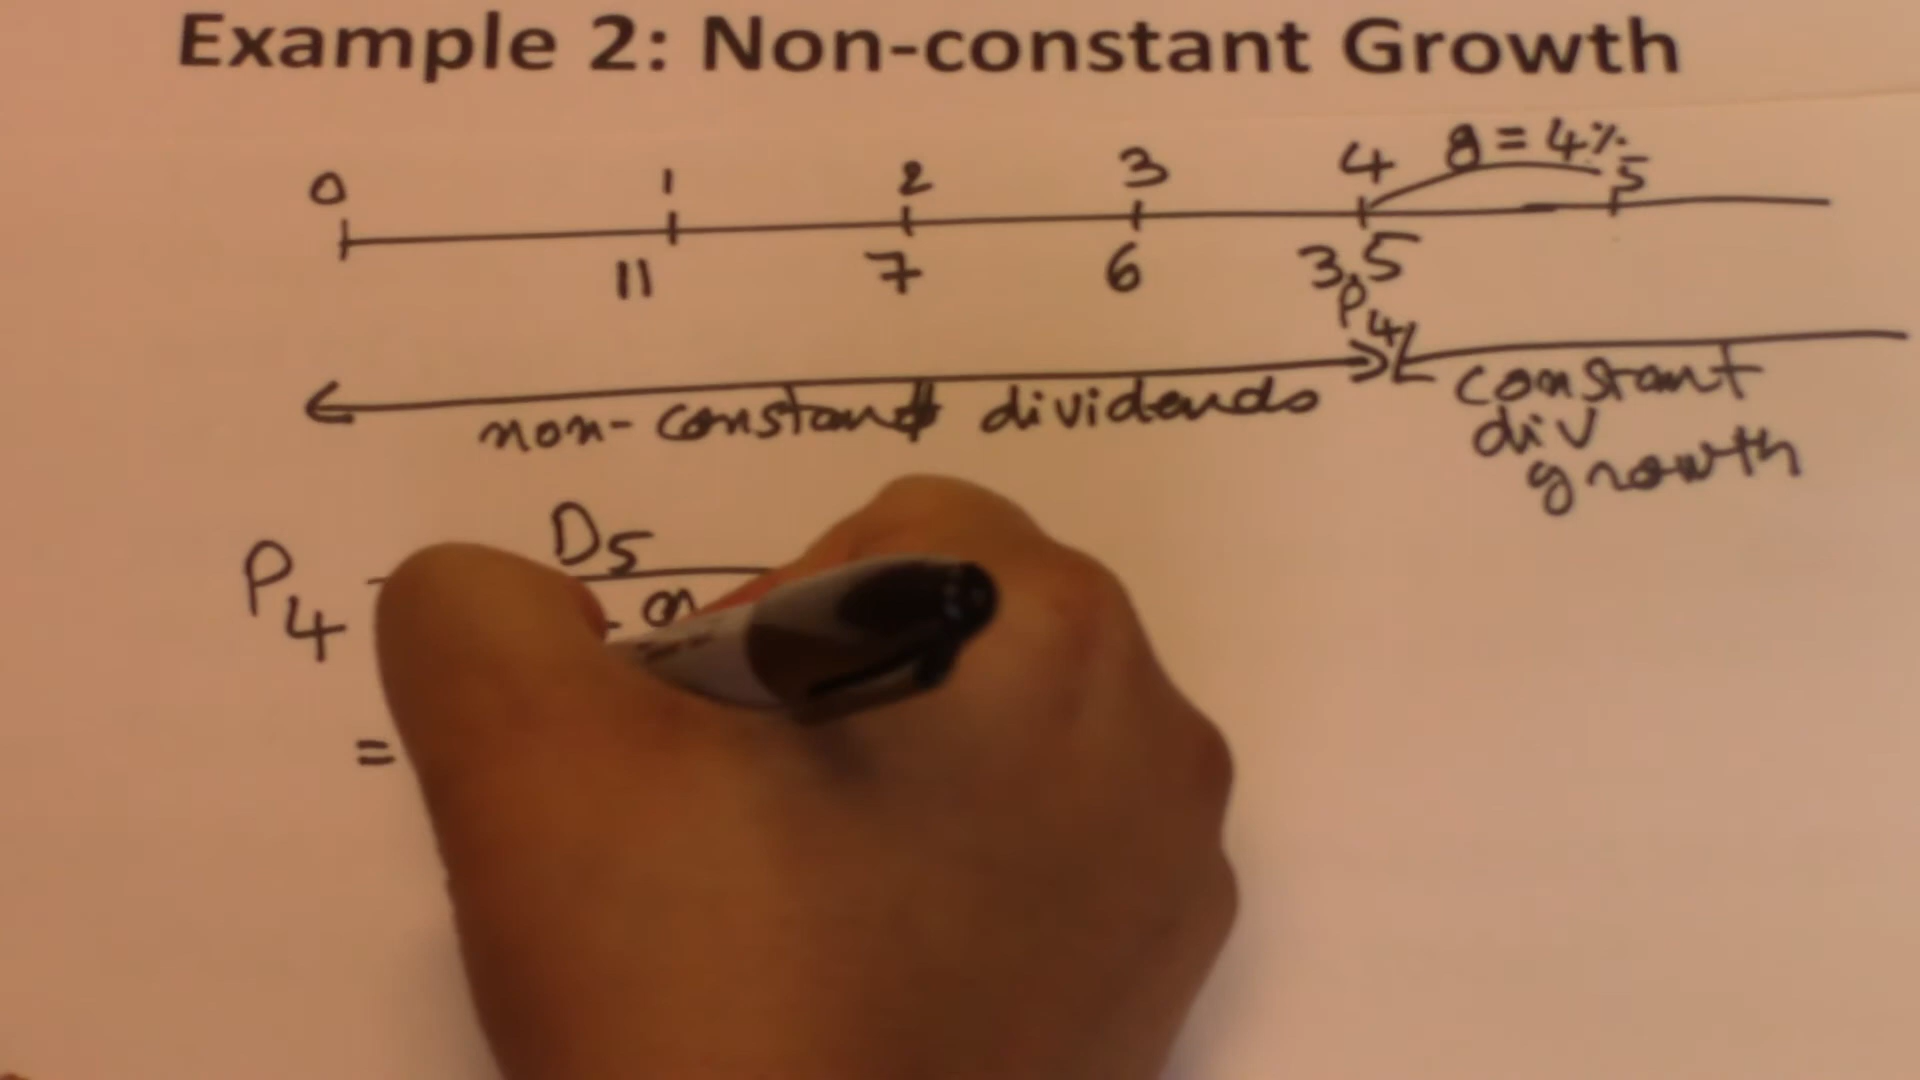 Example 2: Non-constant Growth
g = 4%
0 1 2 3 4 5
11 7 6 3.5
P4
non-constant dividends
constant
div
growth
D5
P4
=